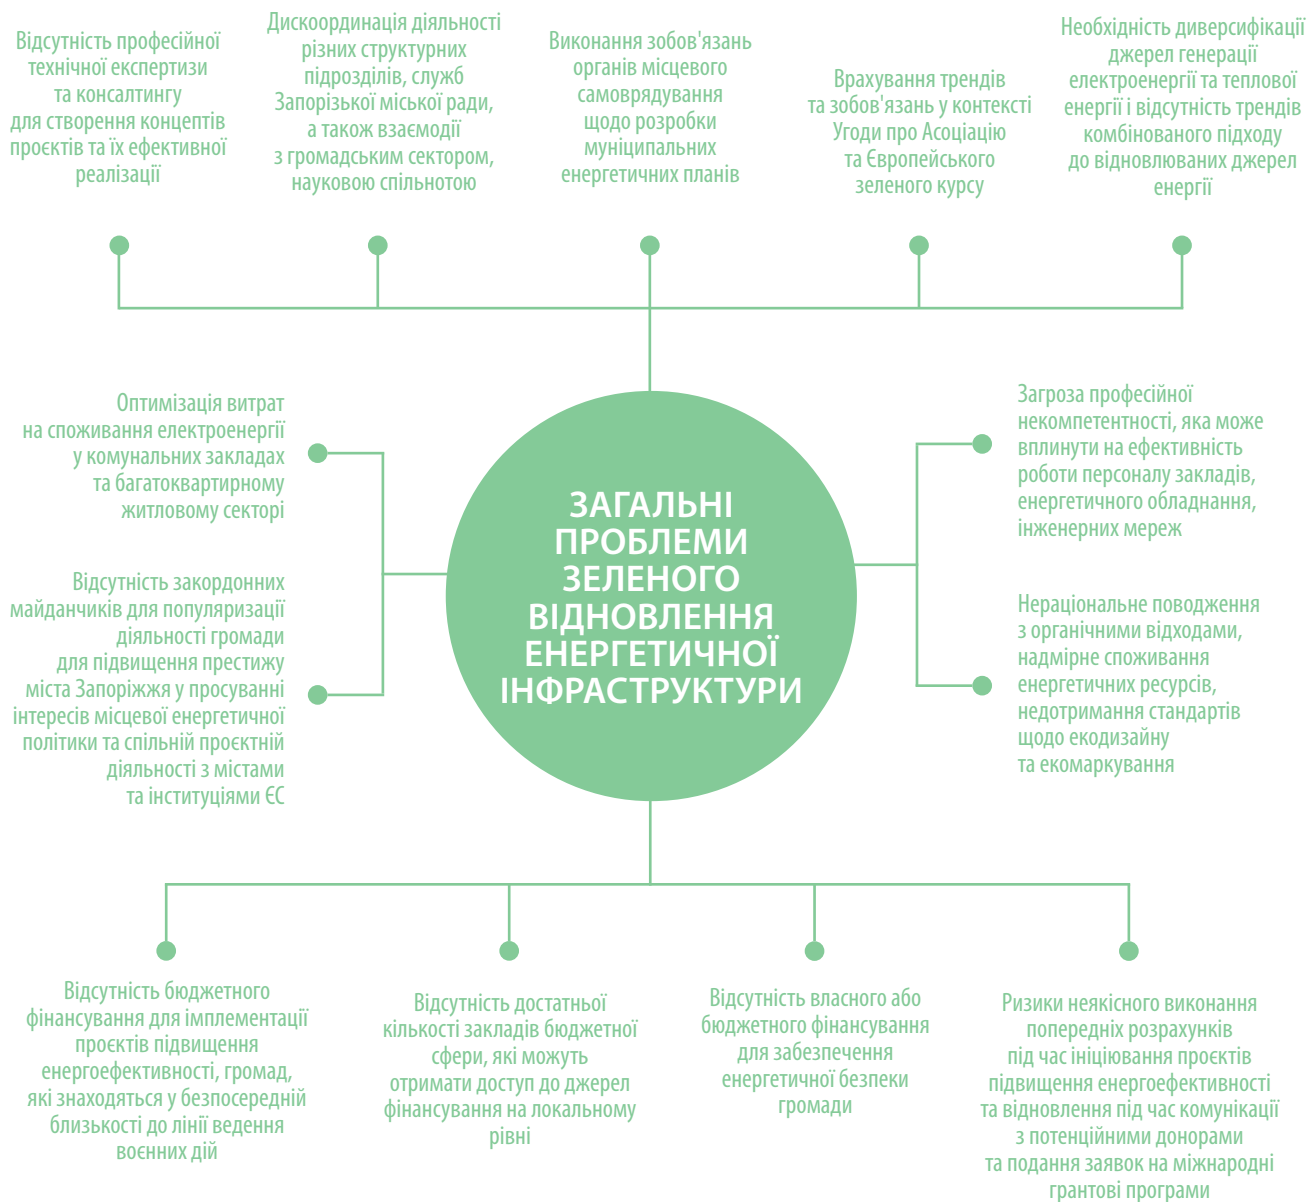 Відсутність професійної
технічної експертизи
та консалтингу
для створення концептів
проєктів та їх ефективної
реалізації
Дискоординація діяльності
різних структурних
підрозділів, служб
Запорізької міської ради,
а також взаємодії
з громадським сектором,
науковою спільнотою
Виконання зобов'язань
органів місцевого
самоврядування
щодо розробки
муніципальних
енергетичних планів
Врахування трендів
та зобов'язань у контексті
Угоди про Асоціацію
та Європейського
зеленого курсу
Необхідність диверсифікації
джерел генерації
електроенергії та теплової
енергії і відсутність трендів
комбінованого підходу
до відновлюваних джерел
енергії
Оптимізація витрат
на споживання електроенергії
у комунальних закладах
та багатоквартирному
житловому секторі
Відсутність закордонних
майданчиків для популяризації
діяльності громади
для підвищення престижу
міста Запоріжжя у просуванні
інтересів місцевої енергетичної
політики та спільній проєктній
діяльності з містами
та інституціями ЄС
ЗАГАЛЬНІ
ПРОБЛЕМИ
ЗЕЛЕНОГО
ВІДНОВЛЕННЯ
ЕНЕРГЕТИЧНОЇ
ІНФРАСТРУКТУРИ
Загроза професійної
некомпетентності, яка може
вплинути на ефективність
роботи персоналу закладів,
енергетичного обладнання,
інженерних мереж
Нераціональне поводження
з органічними відходами,
надмірне споживання
енергетичних ресурсів,
недотримання стандартів
щодо екодизайну
та екомаркування
Відсутність бюджетного
фінансування для імплементації
проєктів підвищення
енергоефективності, громад,
які знаходяться у безпосередній
близькості до лінії ведення
воєнних дій
Відсутність достатньої
кількості закладів бюджетної
сфери, які можуть
отримати доступ до джерел
фінансування на локальному
рівні
Відсутність власного або
бюджетного фінансування
для забезпечення
енергетичної безпеки
громади
Ризики неякісного виконання
попередніх розрахунків
під час ініціювання проєктів
підвищення енергоефективності
та відновлення під час комунікації
з потенційними донорами
та подання заявок на міжнародні
грантові програми